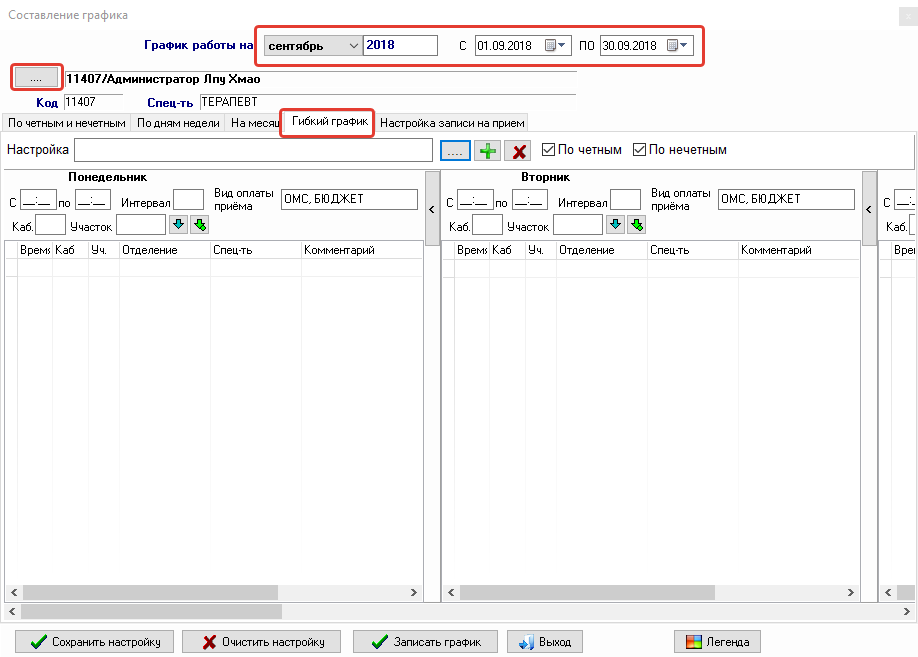 Составление графика
График работы на сентябрь 2018 С 01.09.2018 ПО 30.09.2018
.... 11407/Администратор Лпу Хмао
Код 11407 Спец-ть ТЕРАПЕВТ
По четным и нечетным По дням недели На месяц Гибкий график Настройка записи на прием
Настройка .... По четным По нечетным
Понедельник Вторник
С __:__ по __:__ Интервал Вид оплаты приёма ОМС, БЮДЖЕТ < С __:__ по __:__ Интервал Вид оплаты приёма ОМС, БЮДЖЕТ < С __:
Каб. Участок Каб. Участок Каб.
Время Каб Уч. Отделение Спец-ть Комментарий Время Каб Уч. Отделение Спец-ть Комментарий Вре
Сохранить настройку Очистить настройку Записать график Выход Легенда